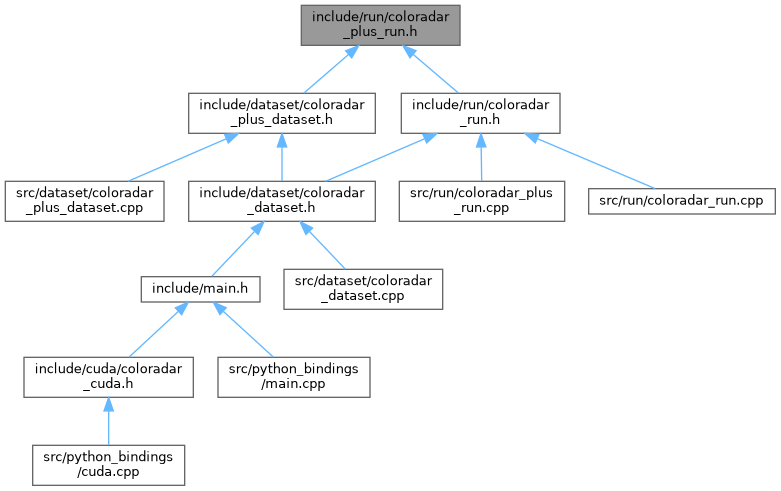 include/run/coloradar
_plus_run.h
include/dataset/coloradar
_plus_dataset.h
include/run/coloradar
_run.h
src/dataset/coloradar
_plus_dataset.cpp
include/dataset/coloradar
_dataset.h
src/run/coloradar_plus
_run.cpp
src/run/coloradar_run.cpp
include/main.h
src/dataset/coloradar
_dataset.cpp
include/cuda/coloradar
_cuda.h
src/python_bindings
/main.cpp
src/python_bindings
/cuda.cpp